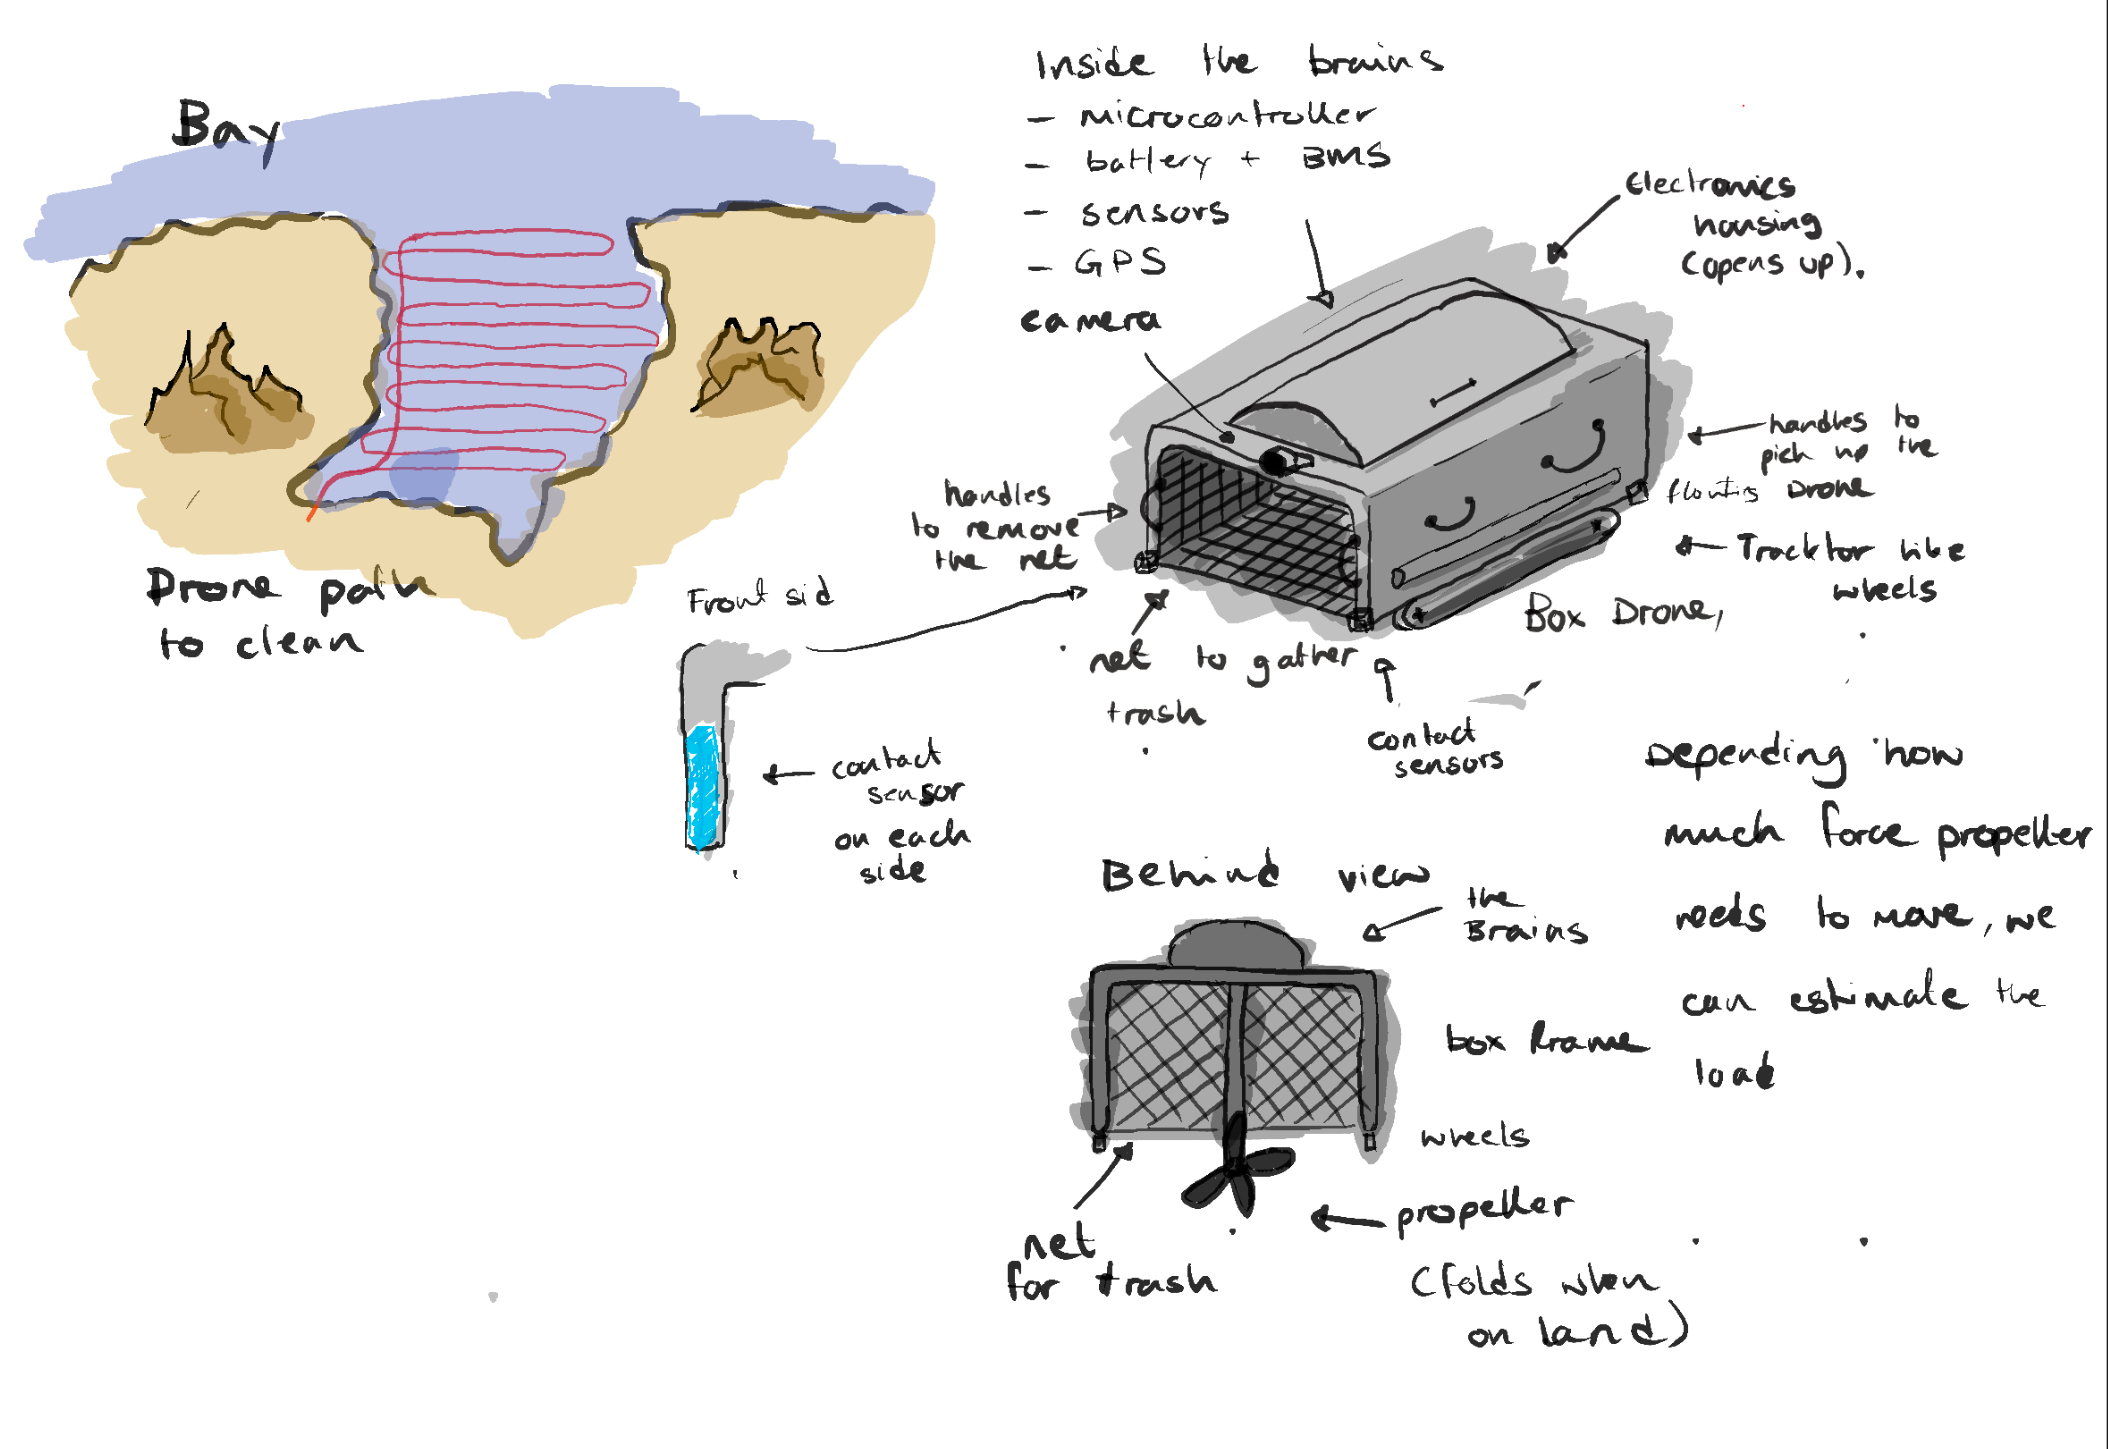 Bay
Drone path
to clean
Inside the brains
- microcontroller
- battery + BMS
- sensors
- GPS
camera
Electronics
housing
(opens up).
handles to
pick up the
floating Drone
Tracktor like
wheels
Box Drone,
handles
to remove
the net
net to gather
trash
contact
sensors
Front sid
contact
sensor
on each
side
Behind view
the
Brains
box frame
wheels
propeller
(folds when
on land)
net
for trash
Depending how
much force propeller
needs to move, we
can estimate the
load